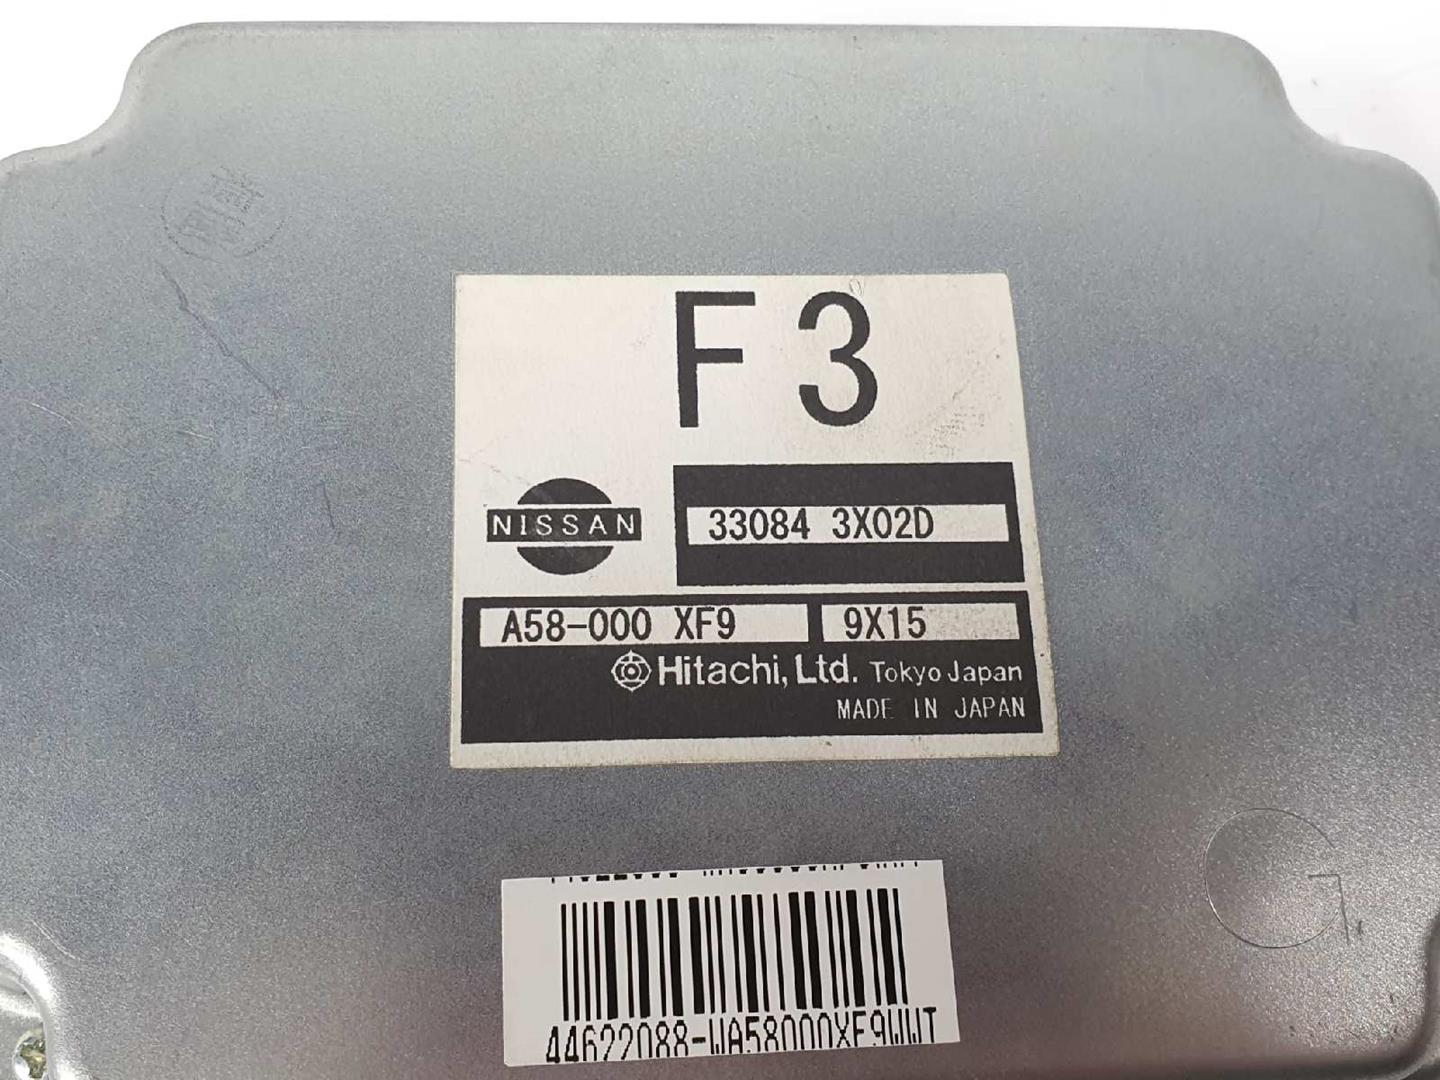 F3
NISSAN
33084 3X02D
A58-000 XF9
9X15
Hitachi, Ltd. Tokyo Japan
MADE IN JAPAN
G
44622088-WA58000XF9WWT